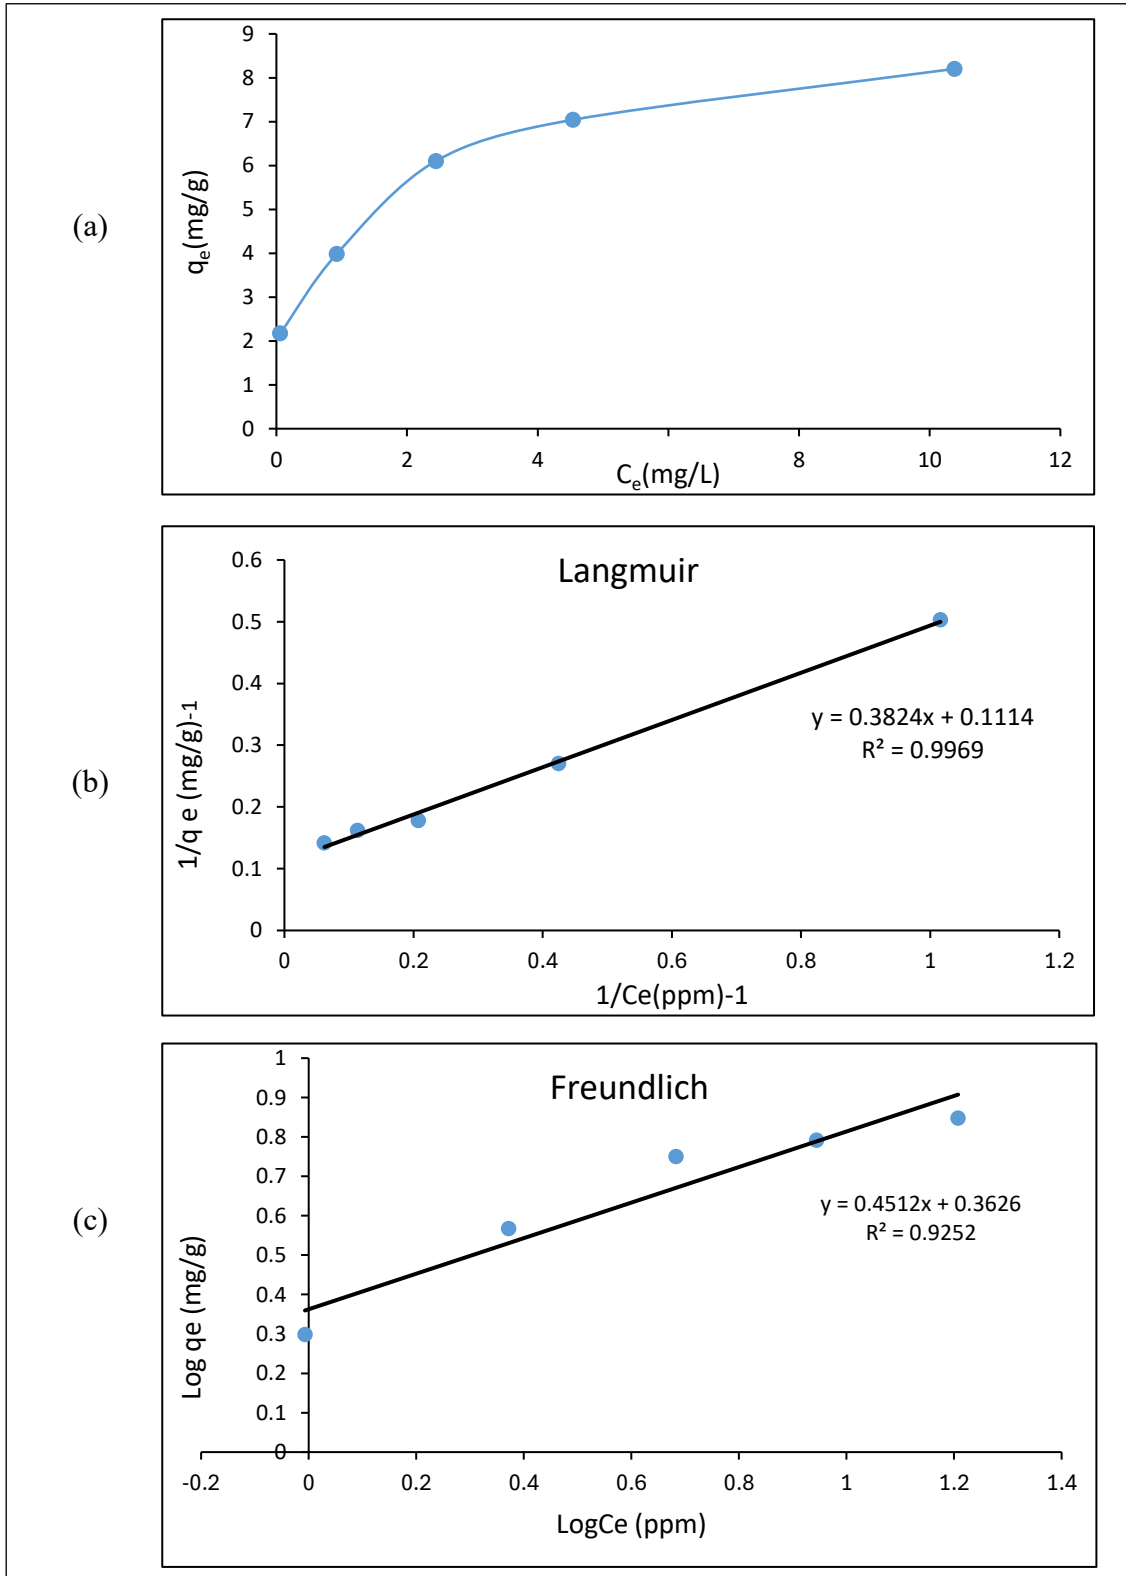 (a)
9
8
7
6
5
4
3
2
1
0
qₑ(mg/g)
0 2 4 6 8 10 12
Cₑ(mg/L)
(b)
Langmuir
0.6
0.5
0.4
0.3
0.2
0.1
0
1/q e (mg/g)-1
y = 0.3824x + 0.1114
R² = 0.9969
0 0.2 0.4 0.6 0.8 1 1.2
1/Ce(ppm)-1
(c)
Freundlich
1
0.9
0.8
0.7
0.6
0.5
0.4
0.3
0.2
0.1
0
Log qe (mg/g)
y = 0.4512x + 0.3626
R² = 0.9252
-0.2 0 0.2 0.4 0.6 0.8 1 1.2 1.4
LogCe (ppm)